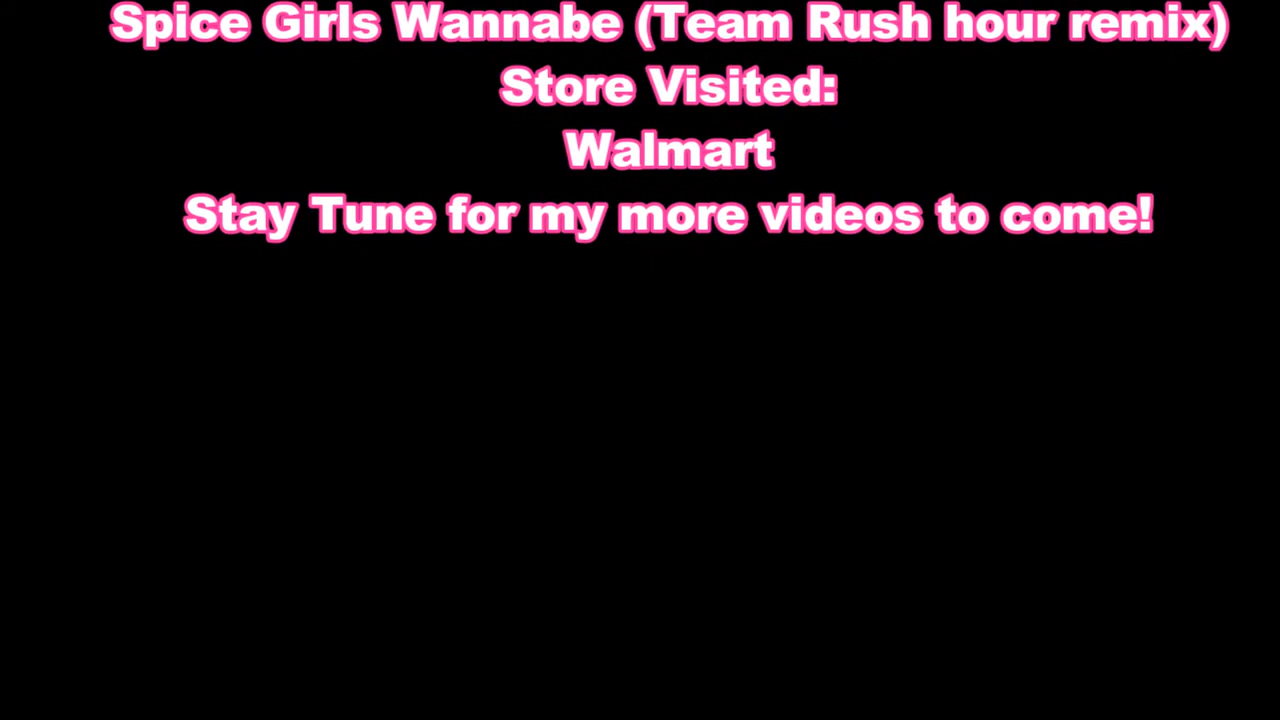 Spice Girls Wannabe (Team Rush hour remix)
Store Visited:
Walmart
Stay Tune for my more videos to come!